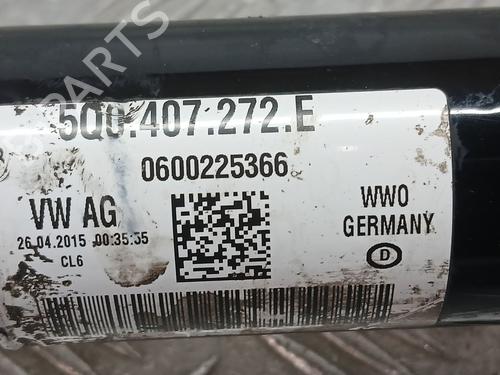 5Q0.407.272.E
0600225366
VW AG
WWO
26.04.2015 00:35:35
GERMANY
CL6
D